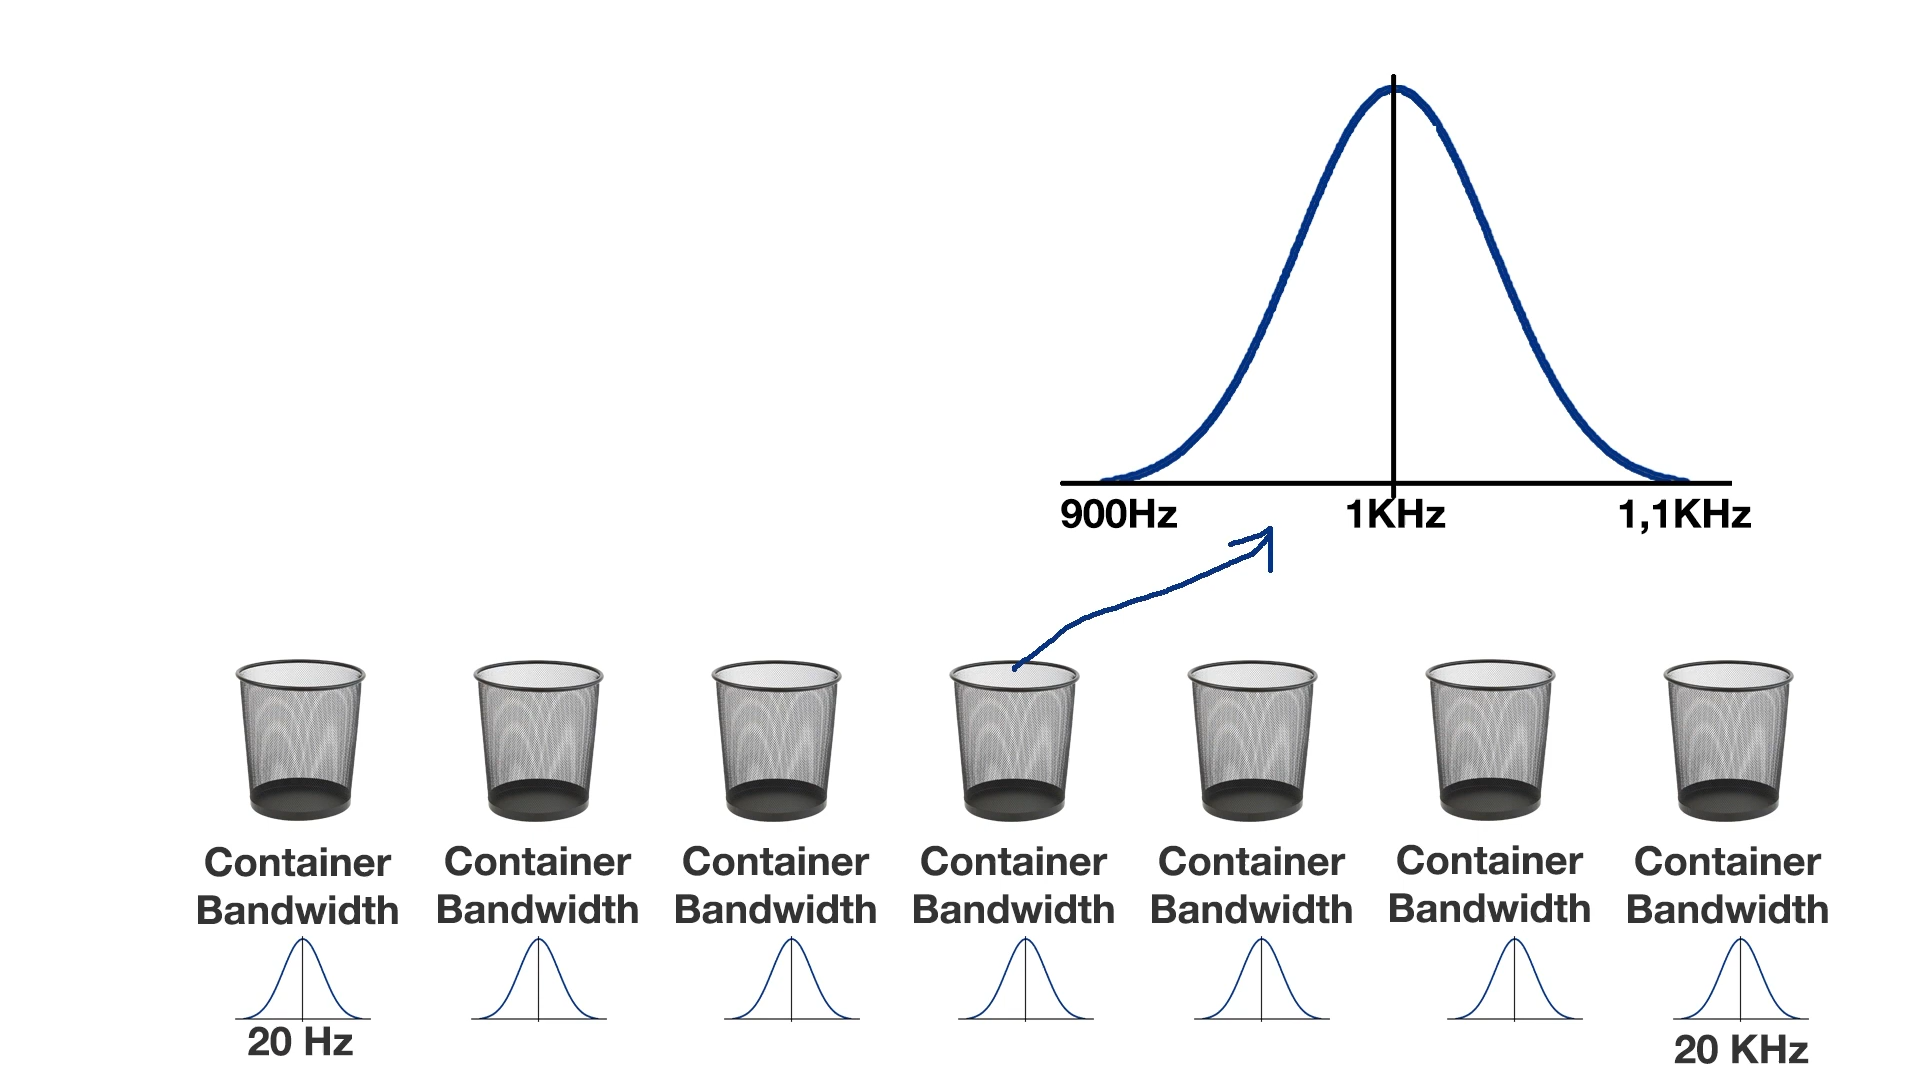 900Hz
1KHz
1,1KHz
Container
Bandwidth
Container
Bandwidth
Container
Bandwidth
Container
Bandwidth
Container
Bandwidth
Container
Bandwidth
Container
Bandwidth
20 Hz
20 KHz